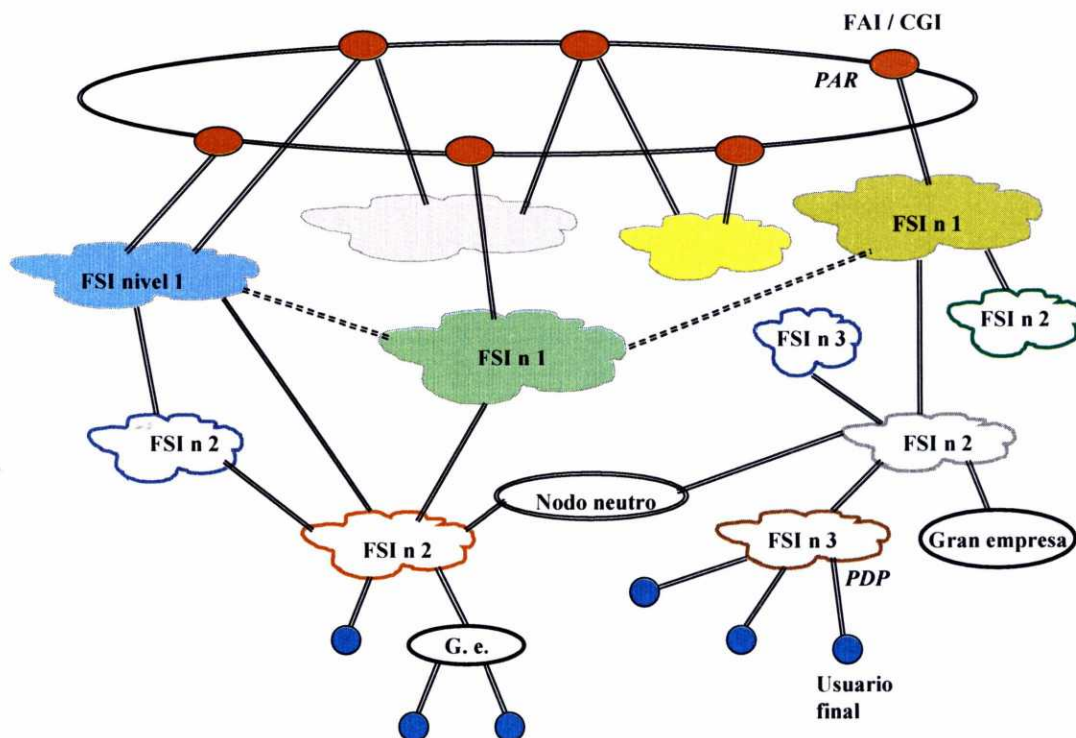 FAI / CGI
PAR
FSI n 1
FSI nivel 1
FSI n 1
FSI n 3
FSI n 2
FSI n 2
FSI n 2
Nodo neutro
FSI n 2
FSI n 3
Gran empresa
PDP
G. e.
Usuario
final